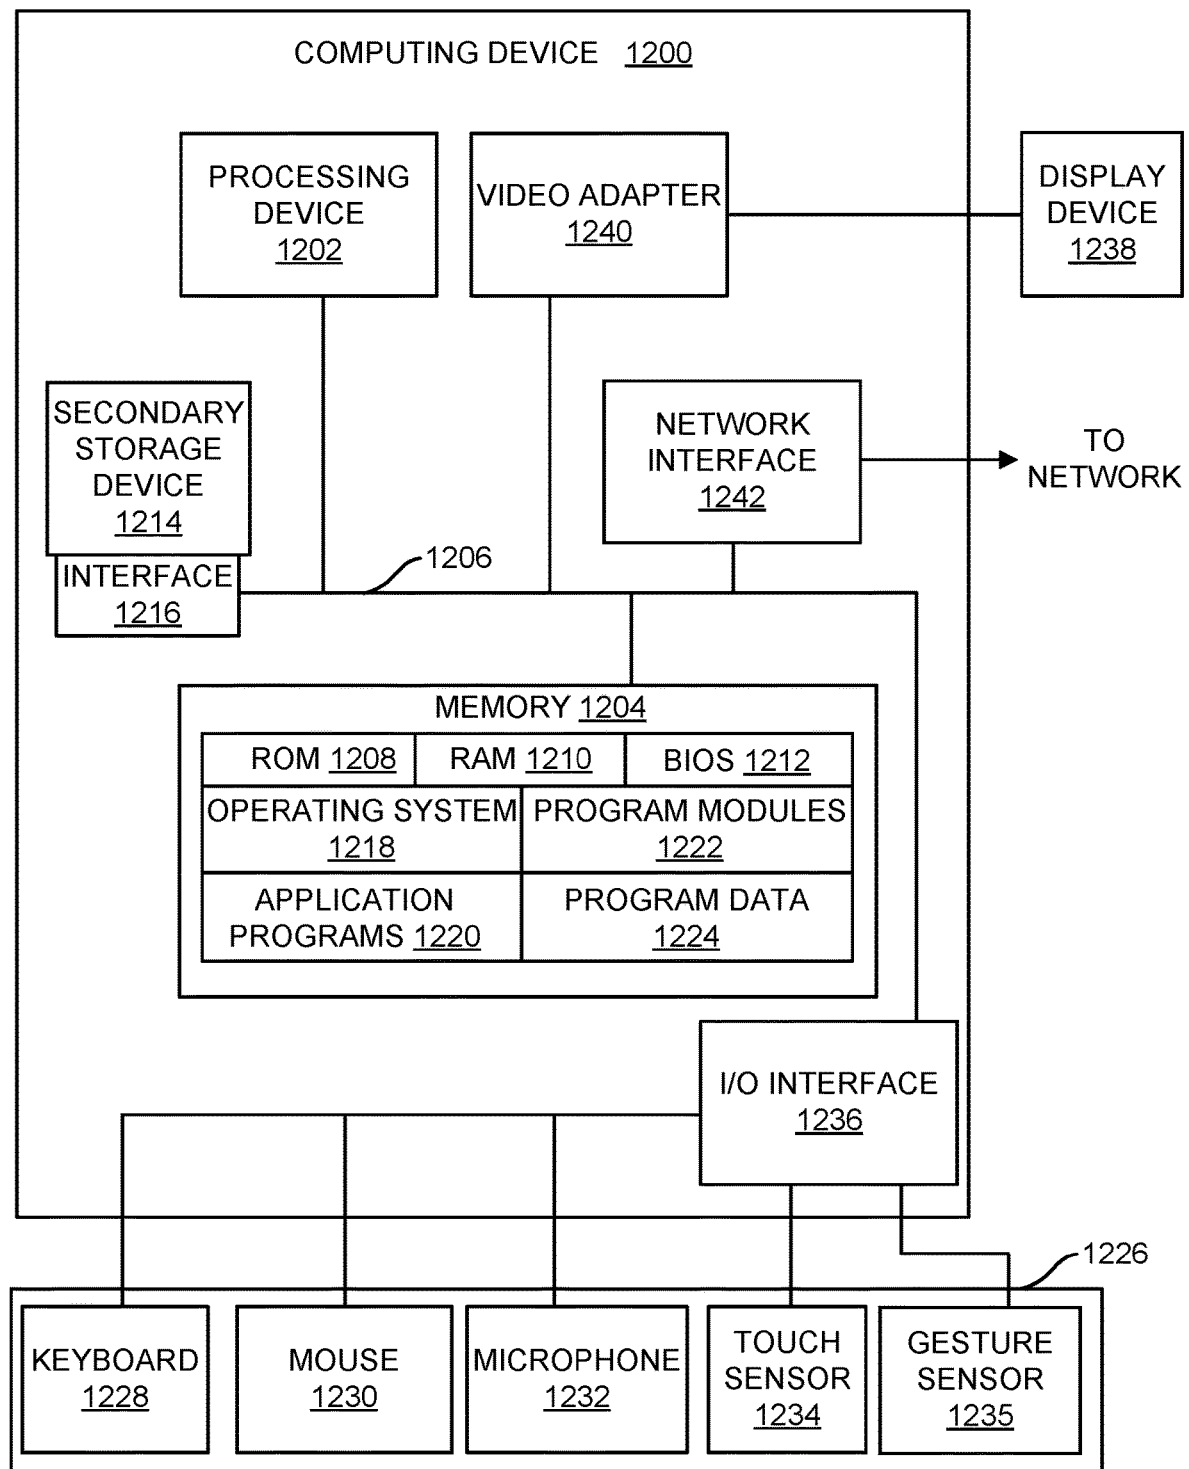 COMPUTING DEVICE 1200
PROCESSING
DEVICE
1202
VIDEO ADAPTER
1240
DISPLAY
DEVICE
1238
SECONDARY
STORAGE
DEVICE
1214
INTERFACE
1216
NETWORK
INTERFACE
1242
TO
NETWORK
1206
MEMORY 1204
ROM 1208
RAM 1210
BIOS 1212
OPERATING SYSTEM
1218
PROGRAM MODULES
1222
APPLICATION
PROGRAMS 1220
PROGRAM DATA
1224
I/O INTERFACE
1236
1226
KEYBOARD
1228
MOUSE
1230
MICROPHONE
1232
TOUCH
SENSOR
1234
GESTURE
SENSOR
1235